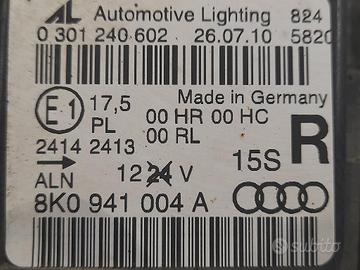 AL Automotive Lighting 824
0 301 240 602 26.07.10 5820
E1 17,5 Made in Germany
PL 00 HR 00 HC
00 RL R
2414 2413 15S
ALN 12 24 V
8K0 941 004 A
subito